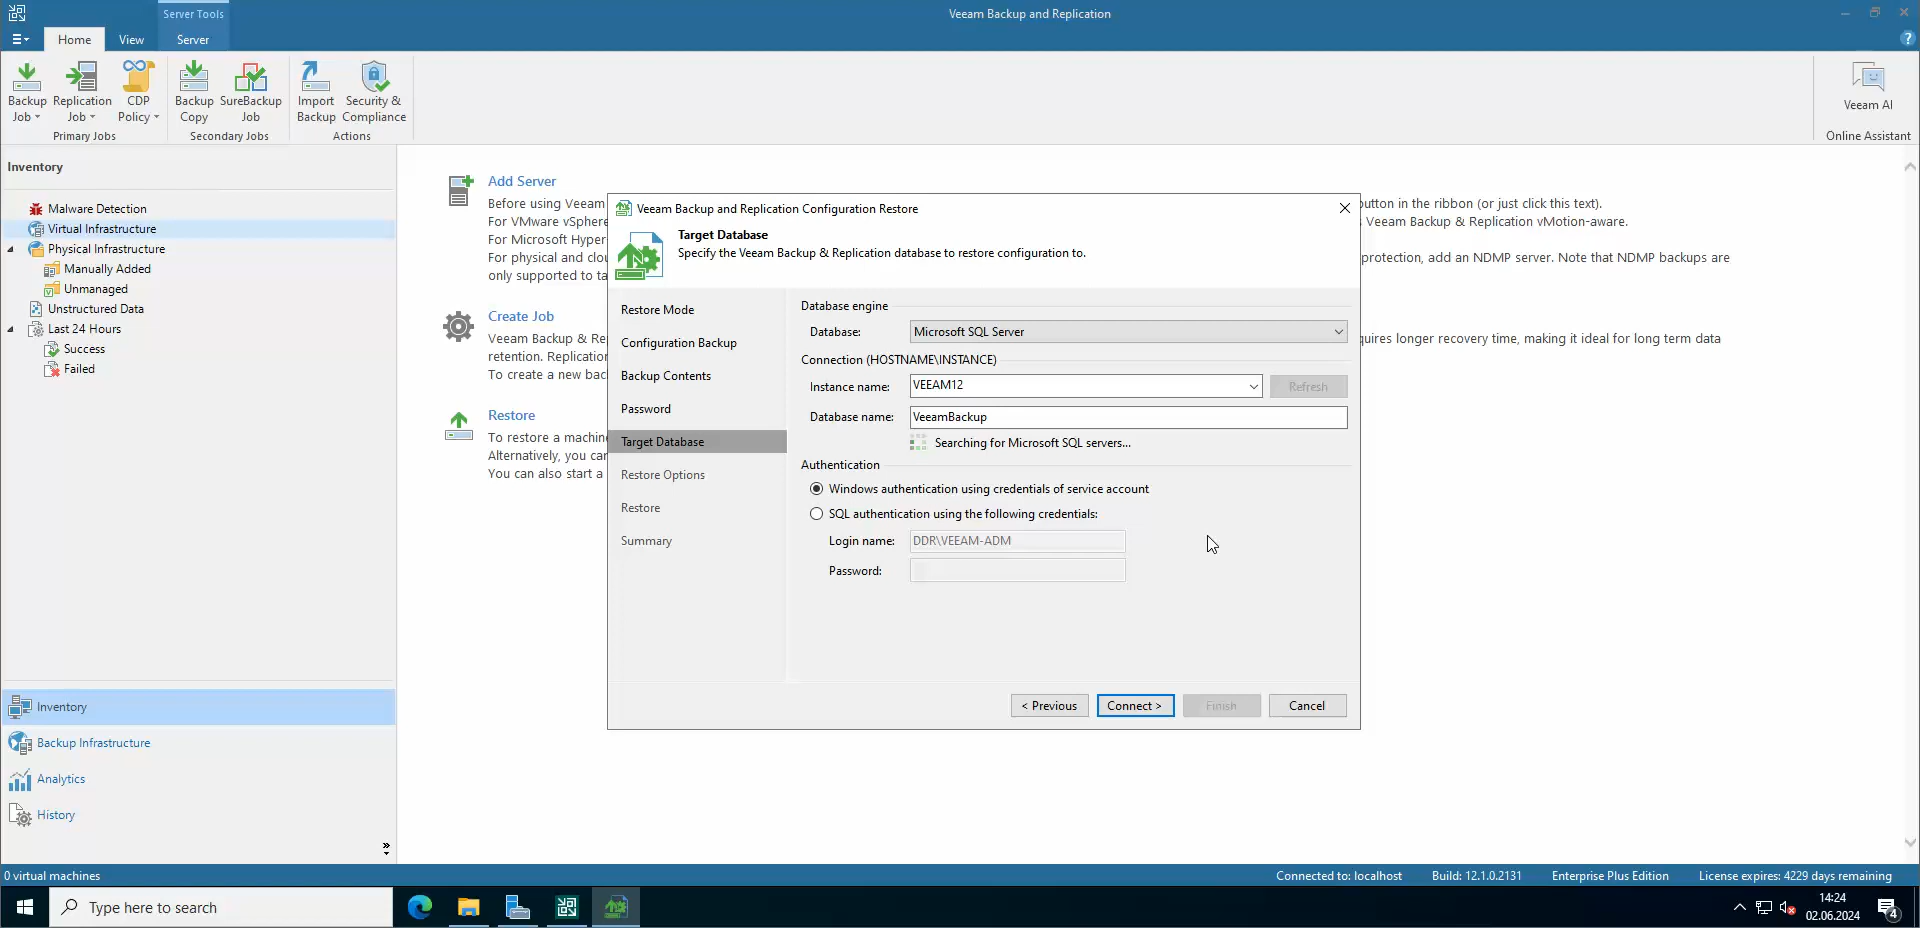 Server Tools
Veeam Backup and Replication
Home
View
Server
Backup Job
Replication Job
CDP Policy
Primary Jobs
Backup Copy
SureBackup Job
Secondary Jobs
Import Backup
Security & Compliance
Actions
Veeam AI
Online Assistant
Inventory
Malware Detection
Virtual Infrastructure
Physical Infrastructure
Manually Added
Unmanaged
Unstructured Data
Last 24 Hours
Success
Failed
Inventory
Backup Infrastructure
Analytics
History
Add Server
Before using Veeam
utton in the ribbon (or just click this text).
For VMware vSphere
Veeam Backup & Replication vMotion-aware.
For Microsoft Hyper
For physical and clou
protection, add an NDMP server. Note that NDMP backups are
only supported to ta
Create Job
Veeam Backup & Re
quires longer recovery time, making it ideal for long term data
retention. Replication
To create a new bac
Restore
To restore a machin
Alternatively, you can
You can also start a
Veeam Backup and Replication Configuration Restore
Target Database
Specify the Veeam Backup & Replication database to restore configuration to.
Restore Mode
Configuration Backup
Backup Contents
Password
Target Database
Restore Options
Restore
Summary
Database engine
Database: Microsoft SQL Server
Connection (HOSTNAME\INSTANCE)
Instance name: VEEAM12 Refresh
Database name: VeeamBackup
Searching for Microsoft SQL servers...
Authentication
Windows authentication using credentials of service account
SQL authentication using the following credentials:
Login name: DDR\VEEAM-ADM
Password:
< Previous Connect > Finish Cancel
0 virtual machines
Connected to: localhost
Build: 12.1.0.2131
Enterprise Plus Edition
License expires: 4229 days remaining
Type here to search
14:24
02.06.2024
4